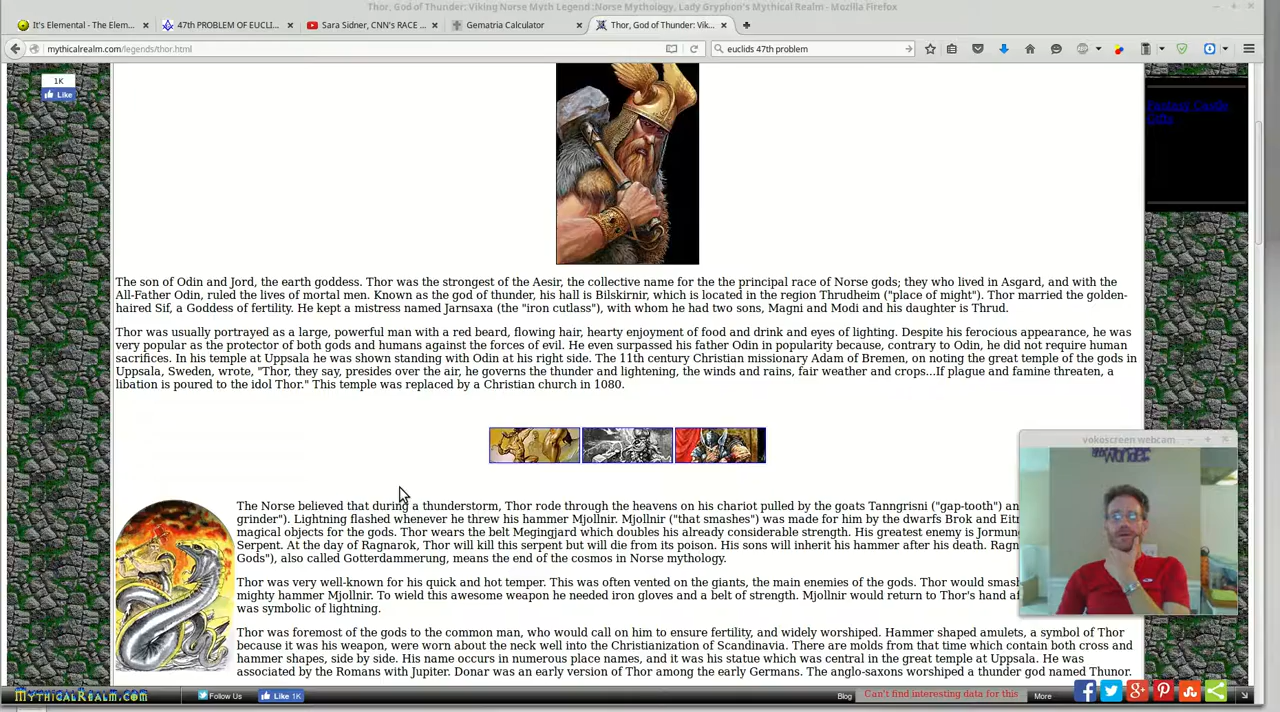 Thor, God of Thunder: Viking Norse Myth Legend :Norse Mythology, Lady Gryphon's Mythical Realm - Mozilla Firefox
It's Elemental - The Elem...
47th PROBLEM OF EUCLI...
Sara Sidner, CNN's RACE ...
Gematria Calculator
Thor, God of Thunder: Vik...
mythicalrealm.com/legends/thor.html
euclids 47th problem
1K
Like
Fantasy Castle
Gifts
The son of Odin and Jord, the earth goddess. Thor was the strongest of the Aesir, the collective name for the the principal race of Norse gods; they who lived in Asgard, and with the
All-Father Odin, ruled the lives of mortal men. Known as the god of thunder, his hall is Bilskirnir, which is located in the region Thrudheim ("place of might"). Thor married the golden-
haired Sif, a Goddess of fertility. He kept a mistress named Jarnsaxa (the "iron cutlass"), with whom he had two sons, Magni and Modi and his daughter is Thrud.
Thor was usually portrayed as a large, powerful man with a red beard, flowing hair, hearty enjoyment of food and drink and eyes of lighting. Despite his ferocious appearance, he was
very popular as the protector of both gods and humans against the forces of evil. He even surpassed his father Odin in popularity because, contrary to Odin, he did not require human
sacrifices. In his temple at Uppsala he was shown standing with Odin at his right side. The 11th century Christian missionary Adam of Bremen, on noting the great temple of the gods in
Uppsala, Sweden, wrote, "Thor, they say, presides over the air, he governs the thunder and lightening, the winds and rains, fair weather and crops...If plague and famine threaten, a
libation is poured to the idol Thor." This temple was replaced by a Christian church in 1080.
vokoscreen webcam
wonder
The Norse believed that during a thunderstorm, Thor rode through the heavens on his chariot pulled by the goats Tanngrisni ("gap-tooth") an
grinder"). Lightning flashed whenever he threw his hammer Mjollnir. Mjollnir ("that smashes") was made for him by the dwarfs Brok and Eitr
magical objects for the gods. Thor wears the belt Megingjard which doubles his already considerable strength. His greatest enemy is Jormung
Serpent. At the day of Ragnarok, Thor will kill this serpent but will die from its poison. His sons will inherit his hammer after his death. Ragn
Gods"), also called Gotterdammerung, means the end of the cosmos in Norse mythology.
Thor was very well-known for his quick and hot temper. This was often vented on the giants, the main enemies of the gods. Thor would smash
mighty hammer Mjollnir. To wield this awesome weapon he needed iron gloves and a belt of strength. Mjollnir would return to Thor's hand af
was symbolic of lightning.
Thor was foremost of the gods to the common man, who would call on him to ensure fertility, and widely worshiped. Hammer shaped amulets, a symbol of Thor
because it was his weapon, were worn about the neck well into the Christianization of Scandinavia. There are molds from that time which contain both cross and
hammer shapes, side by side. His name occurs in numerous place names, and it was his statue which was central in the great temple at Uppsala. He was
associated by the Romans with Jupiter. Donar was an early version of Thor among the early Germans. The anglo-saxons worshiped a thunder god named Thunor.
MYTHICALREALM.COM
Follow Us
Like 1K
Blog
Can't find interesting data for this
More